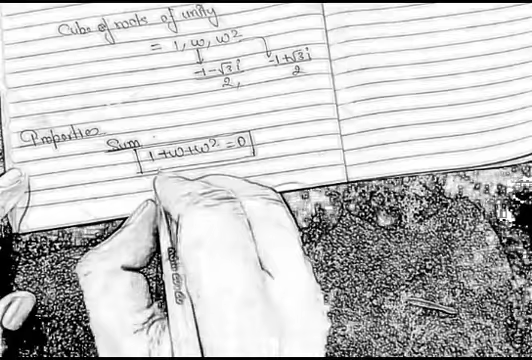 Cube of roots of unity
= 1, ω, ω²
-1-√3i/2, -1+√3i/2
Properties
Sum
1+ω+ω² = 0